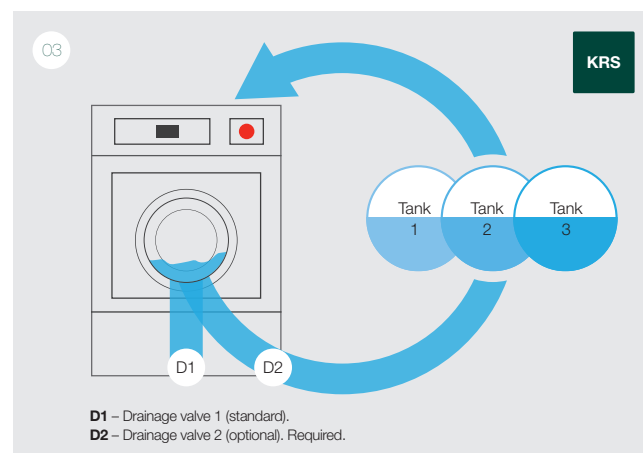 03
KRS
Tank
1
Tank
2
Tank
3
D1
D2
D1 – Drainage valve 1 (standard).
D2 – Drainage valve 2 (optional). Required.